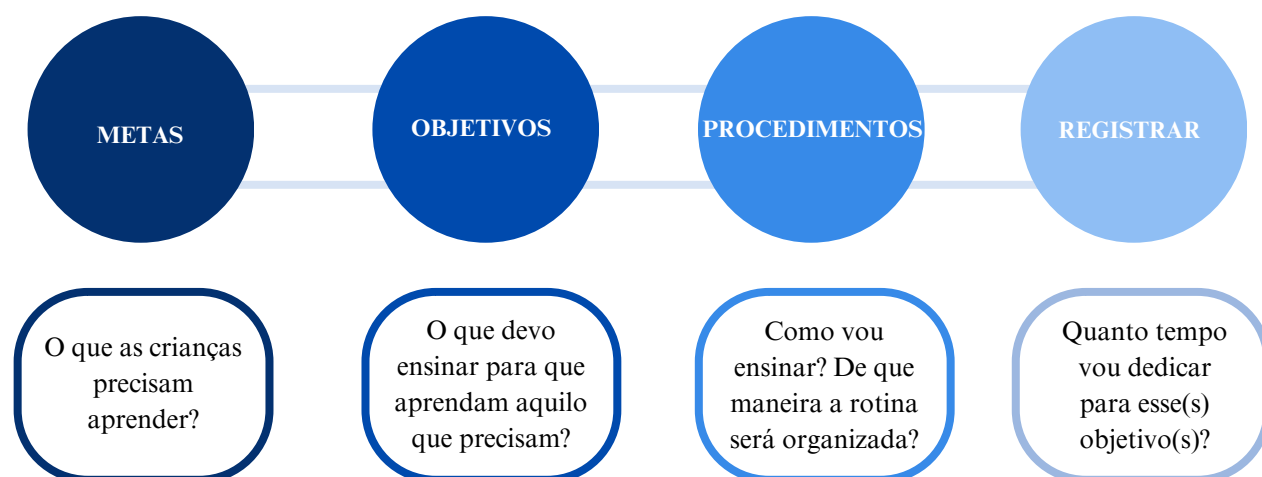 METAS
OBJETIVOS
PROCEDIMENTOS
REGISTRAR
O que as crianças
precisam
aprender?
O que devo
ensinar para que
aprendam aquilo
que precisam?
Como vou
ensinar? De que
maneira a rotina
será organizada?
Quanto tempo
vou dedicar
para esse(s)
objetivo(s)?